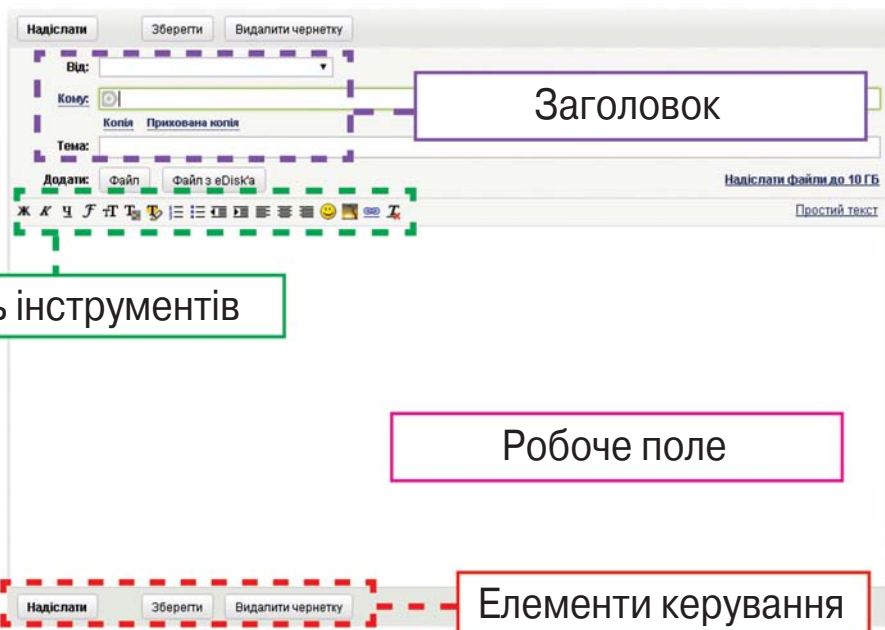 Надіслати Зберегти Видалити чернетку
Від:
Заголовок
Кому:
Копія Прихована копія
Тема:
Додати: Файл Файл з eDisk'a Надіслати файли до 10 ГБ
Ж К Ч Простий текст
інструментів
Робоче поле
Надіслати Зберегти Видалити чернетку
Елементи керування